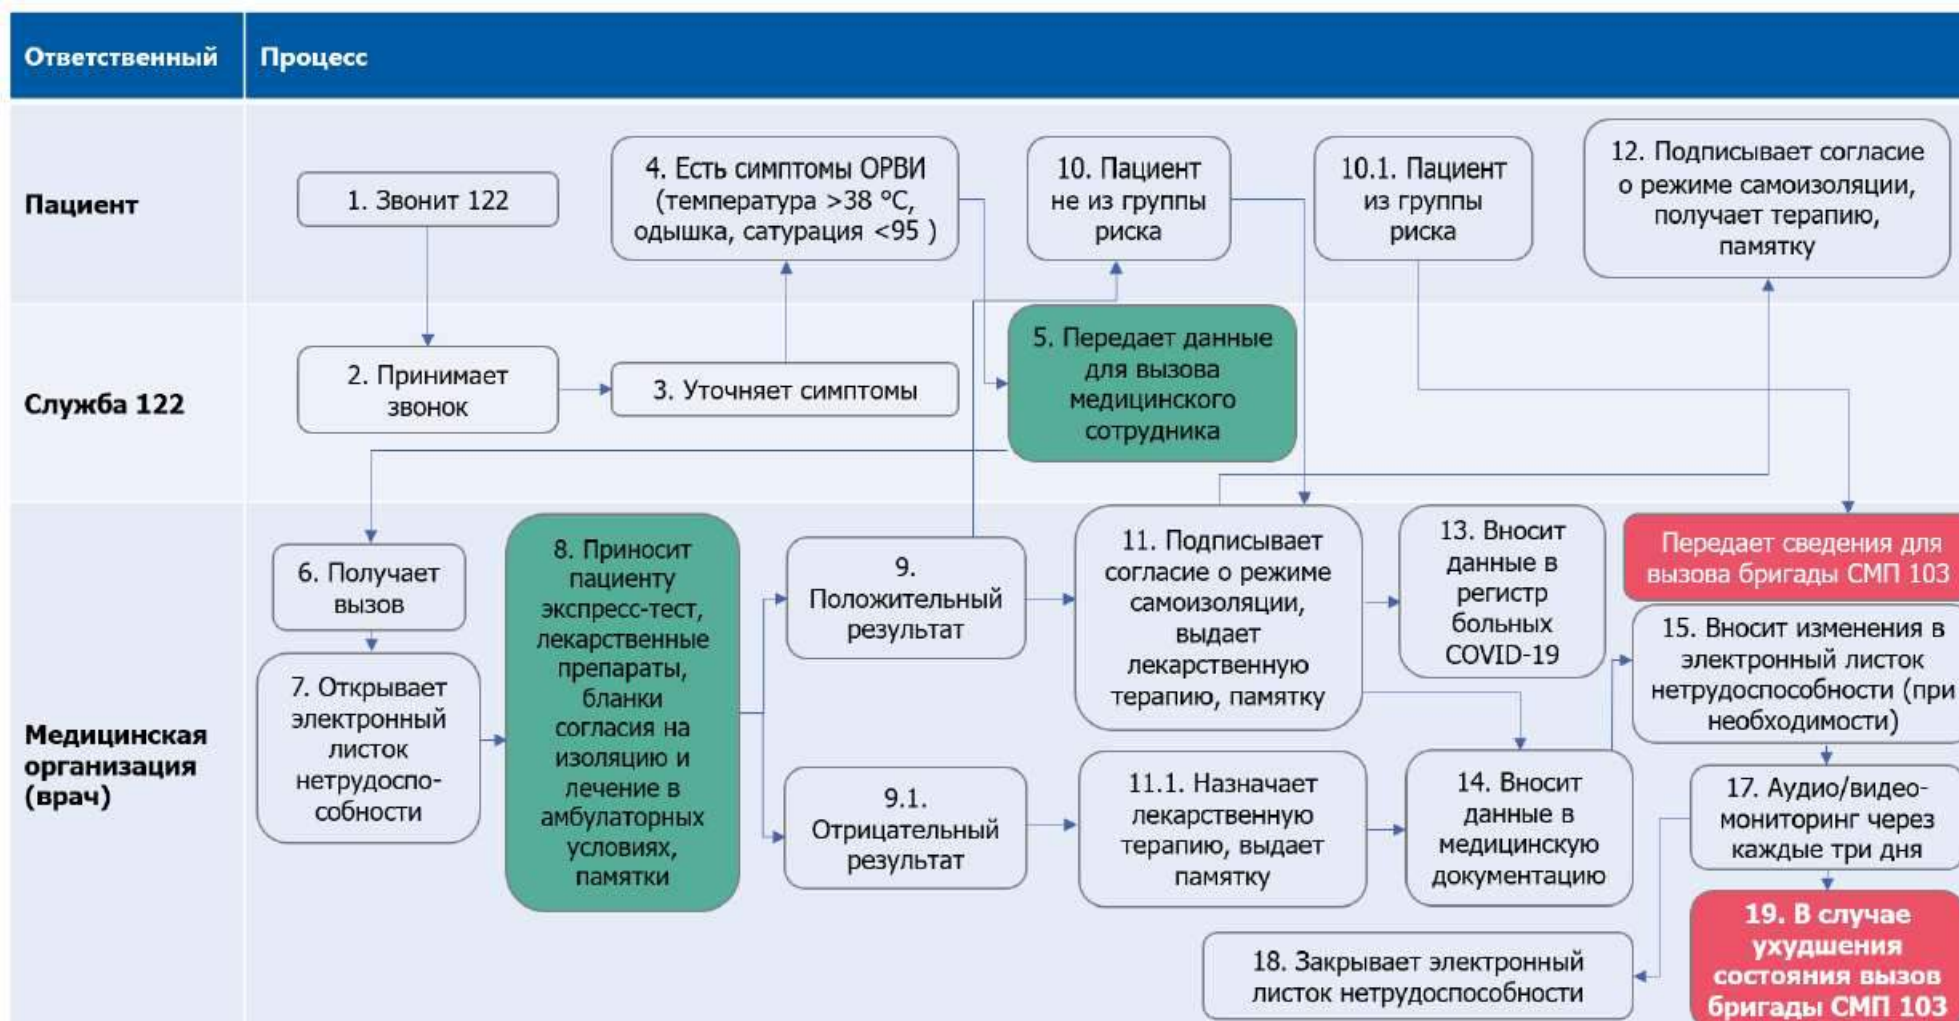 Ответственный
Процесс
Пациент
1. Звонит 122
4. Есть симптомы ОРВИ
(температура >38 °C,
одышка, сатурация <95 )
10. Пациент
не из группы
риска
10.1. Пациент
из группы
риска
12. Подписывает согласие
о режиме самоизоляции,
получает терапию,
памятку
Служба 122
2. Принимает
звонок
3. Уточняет симптомы
5. Передает данные
для вызова
медицинского
сотрудника
Медицинская
организация
(врач)
6. Получает
вызов
7. Открывает
электронный
листок
нетрудоспо-
собности
8. Приносит
пациенту
экспресс-тест,
лекарственные
препараты,
бланки
согласия на
изоляцию и
лечение в
амбулаторных
условиях,
памятки
9.
Положительный
результат
9.1.
Отрицательный
результат
11. Подписывает
согласие о режиме
самоизоляции,
выдает
лекарственную
терапию, памятку
11.1. Назначает
лекарственную
терапию, выдает
памятку
13. Вносит
данные в
регистр
больных
COVID-19
14. Вносит
данные в
медицинскую
документацию
Передает сведения для
вызова бригады СМП 103
15. Вносит изменения в
электронный листок
нетрудоспособности (при
необходимости)
17. Аудио/видео-
мониторинг через
каждые три дня
18. Закрывает электронный
листок нетрудоспособности
19. В случае
ухудшения
состояния вызов
бригады СМП 103